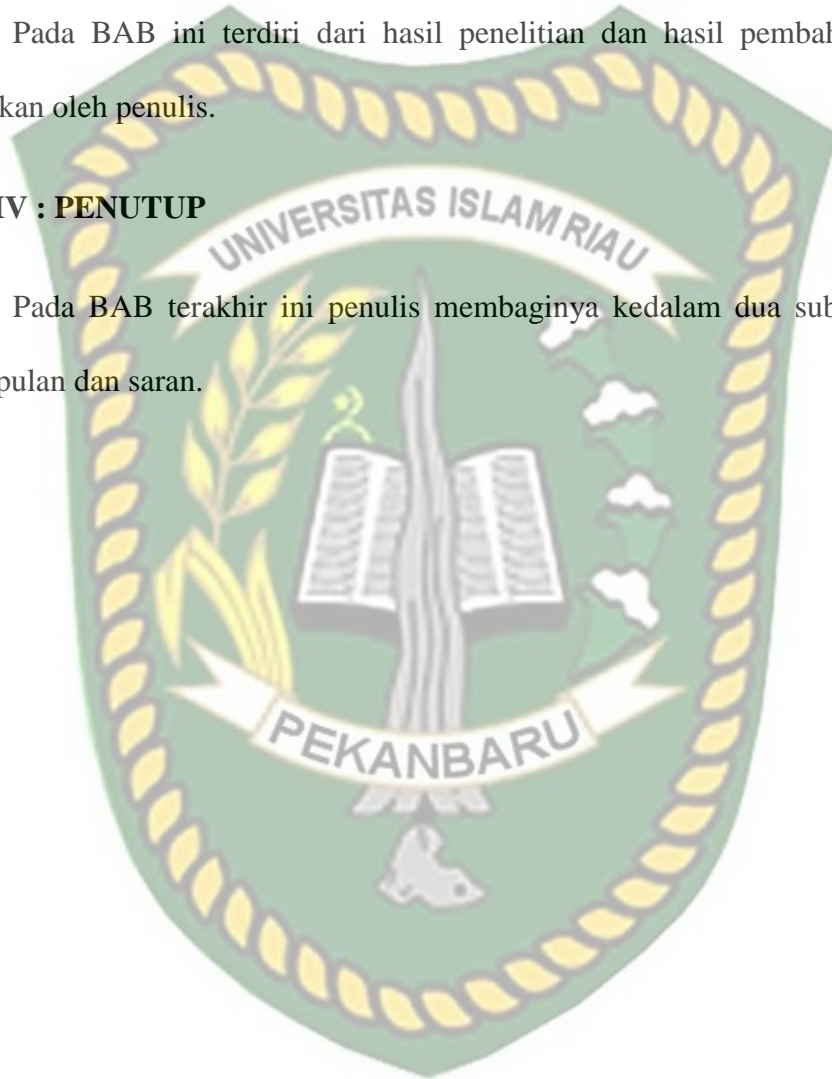 Pada BAB ini terdiri dari hasil penelitian dan hasil pembah
kan oleh penulis.
IV : PENUTUP
UNIVERSITAS ISLAM RIAU
Pada BAB terakhir ini penulis membaginya kedalam dua sub
pulan dan saran.
PEKANBARU